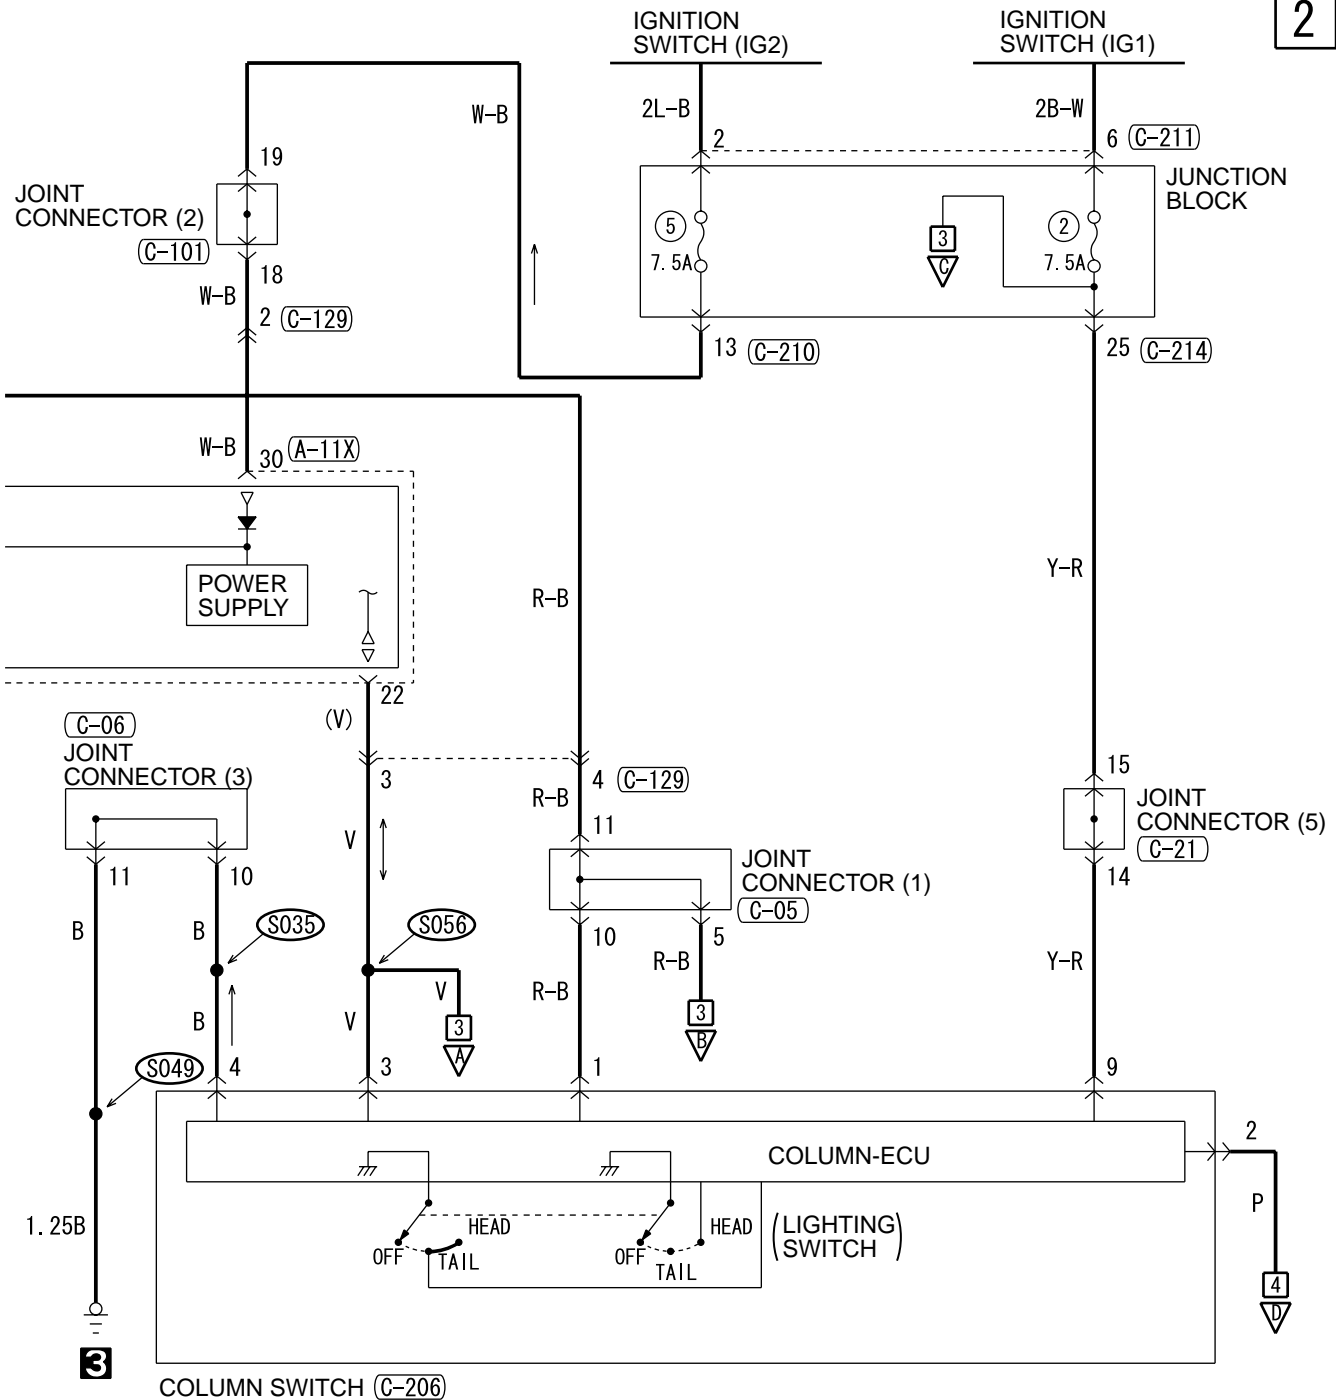 2
IGNITION
SWITCH (IG2)
IGNITION
SWITCH (IG1)
W-B
2L-B
2B-W
2
6
C-211
19
JOINT
CONNECTOR (2)
C-101
18
W-B
2
C-129
JUNCTION
BLOCK
5
7.5A
3
C
2
7.5A
13
C-210
25
C-214
W-B
30
A-11X
POWER
SUPPLY
R-B
Y-R
22
(V)
C-06
JOINT
CONNECTOR (3)
3
4
C-129
R-B
15
JOINT
CONNECTOR (5)
C-21
14
11
10
V
11
JOINT
CONNECTOR (1)
C-05
10
5
B
B
S035
S056
R-B
R-B
Y-R
B
V
V
3
A
3
B
S049
4
3
1
9
COLUMN-ECU
2
P
1.25B
HEAD
OFF
TAIL
HEAD
OFF
TAIL
(LIGHTING
SWITCH)
4
D
3
COLUMN SWITCH
C-206